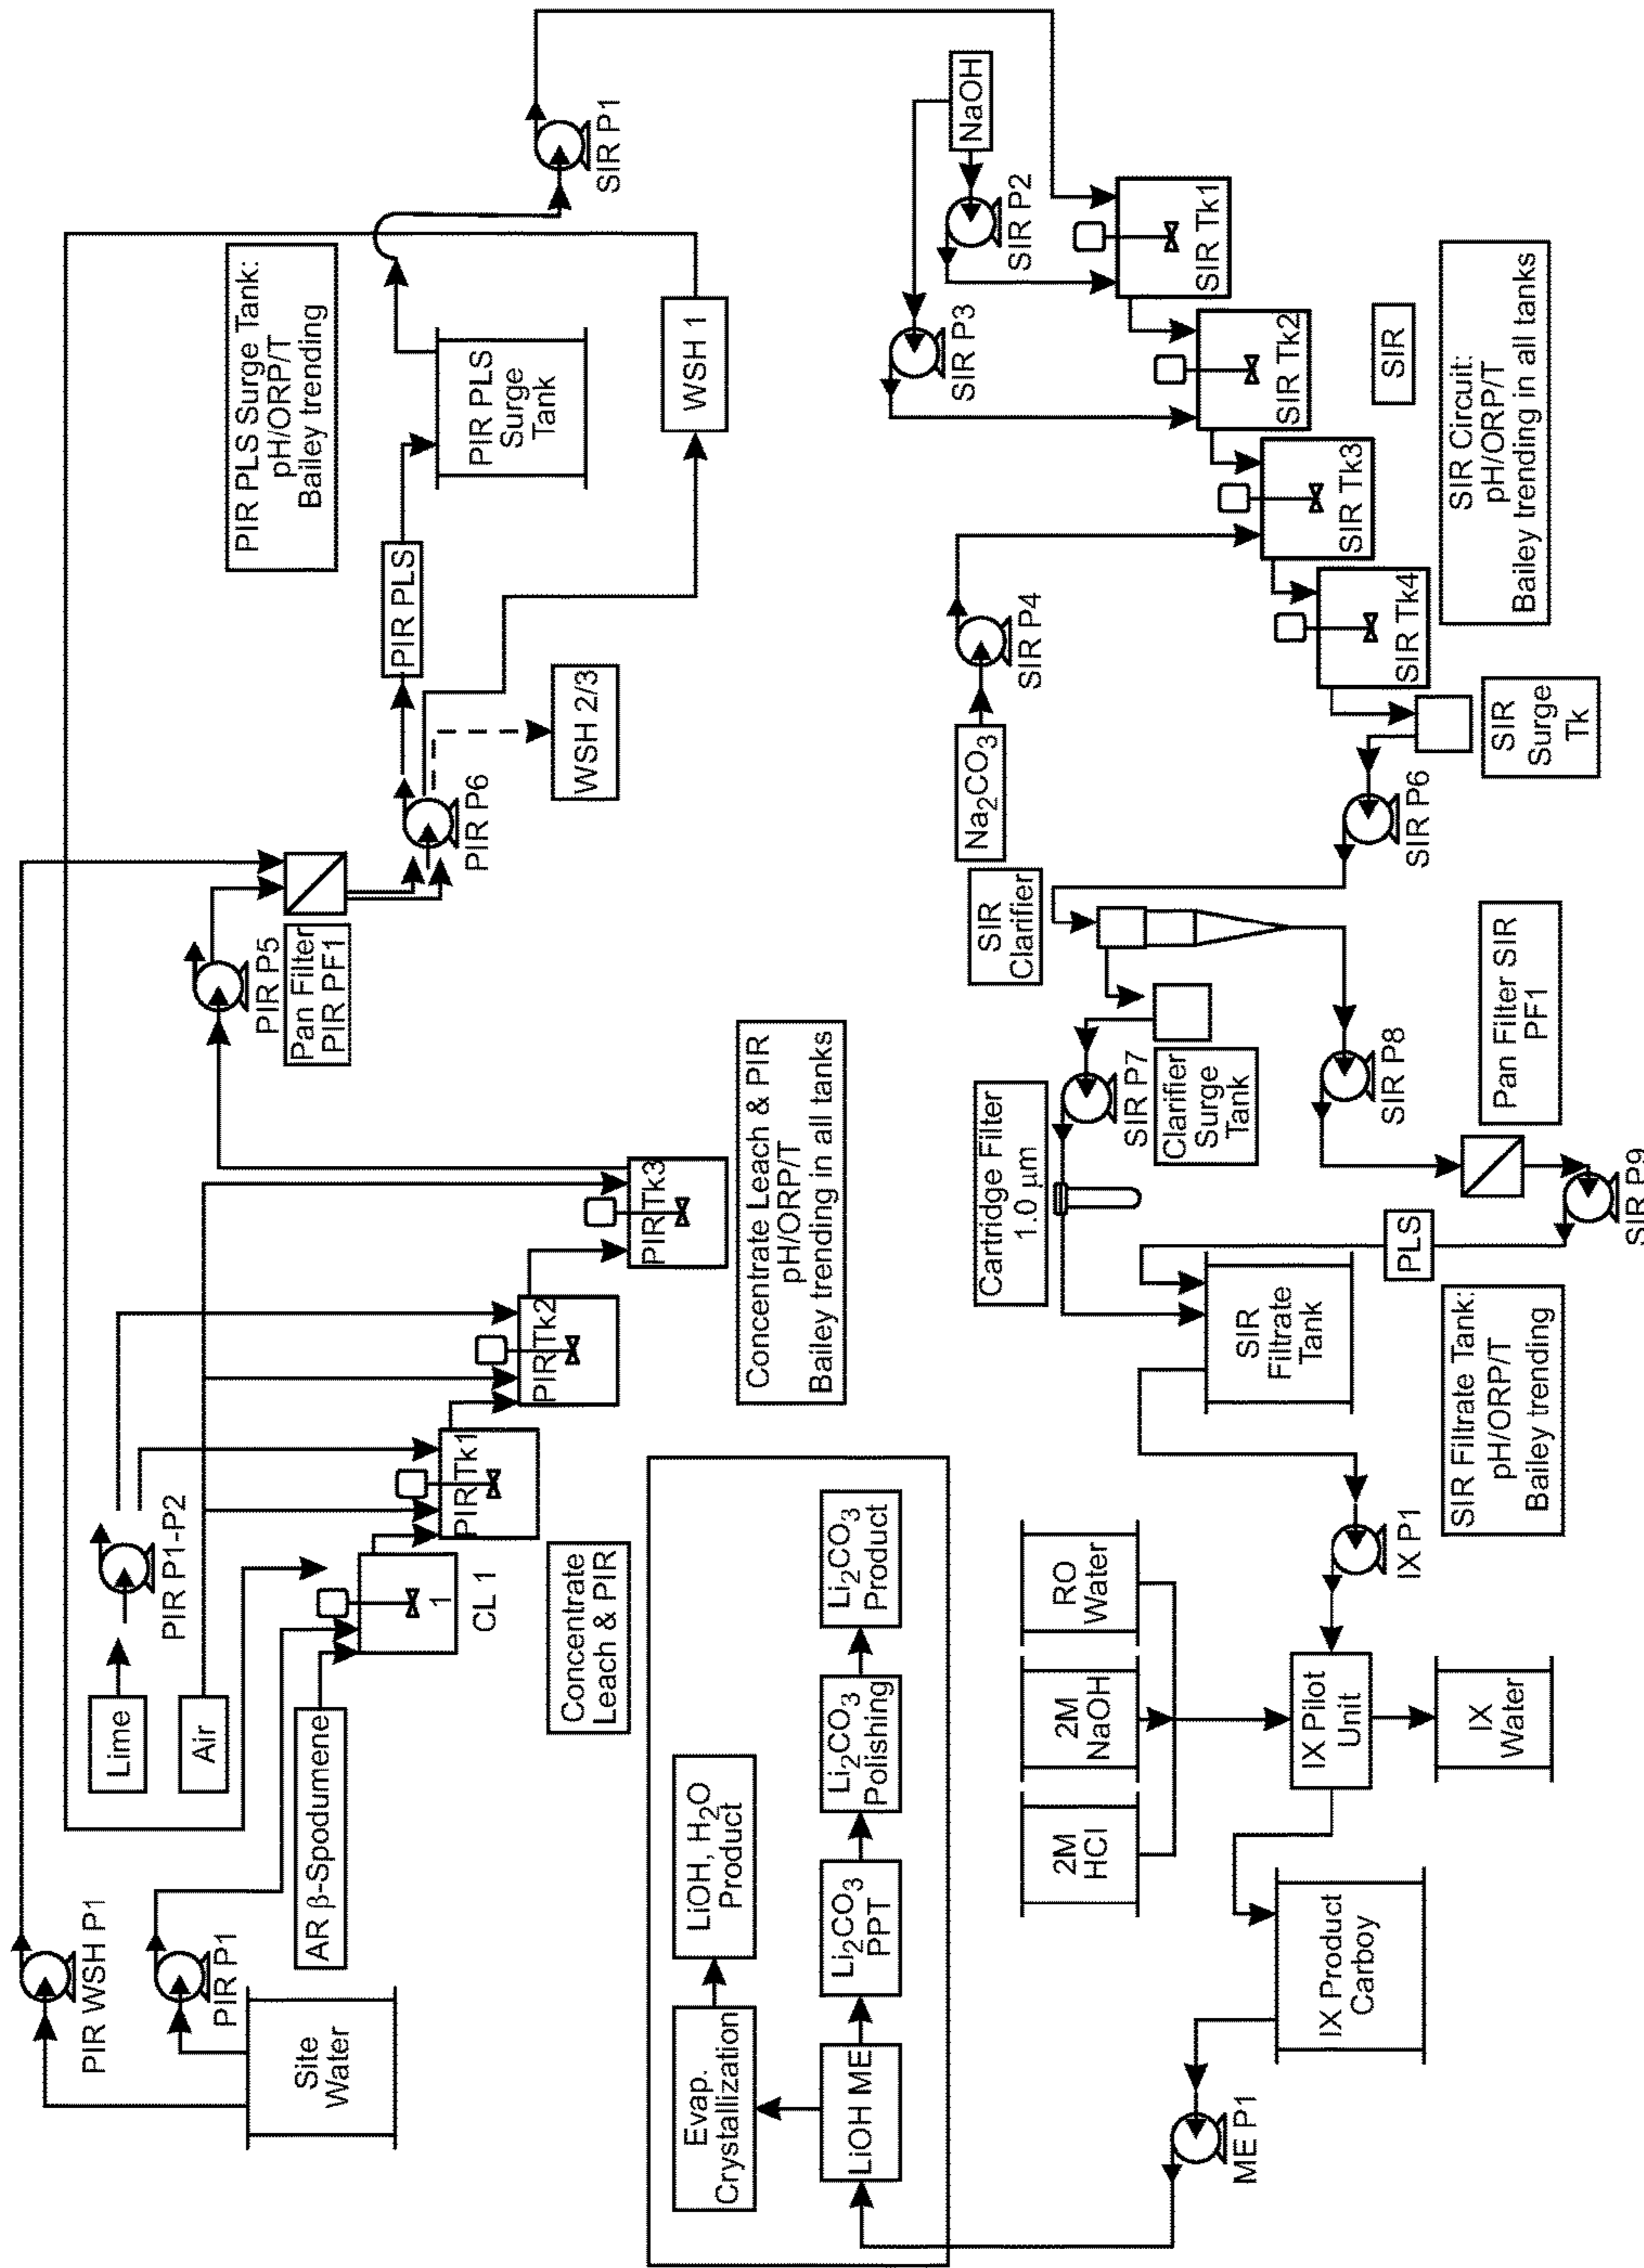 PIR WSH P1
PIR P1
Site
Water
Lime
Air
AR β-Spodumene
PIR P1-P2
1
CL 1
Concentrate
Leach & PIR
PIR Tk1
PIR Tk2
PIR Tk3
Concentrate Leach & PIR
pH/ORP/T
Bailey trending in all tanks
PIR P5
Pan Filter
PIR PF1
PIR P6
WSH 2/3
PIR PLS
PIR PLS Surge Tank:
pH/ORP/T
Bailey trending
PIR PLS
Surge
Tank
WSH 1
SIR P1
NaOH
SIR P2
SIR P3
SIR Tk1
SIR Tk2
SIR Tk3
SIR Tk4
SIR
SIR Circuit:
pH/ORP/T
Bailey trending in all tanks
Na2CO3
SIR P4
SIR
Surge
Tk
SIR P6
SIR
Clarifier
SIR P7
Clarifier
Surge
Tank
Cartridge Filter
1.0 µm
SIR P8
Pan Filter SIR
PF1
SIR P9
PLS
SIR
Filtrate
Tank
SIR Filtrate Tank:
pH/ORP/T
Bailey trending
IX P1
RO
Water
2M
NaOH
2M
HCl
IX Pilot
Unit
IX
Water
IX Product
Carboy
ME P1
LiOH ME
Evap.
Crystallization
LiOH, H2O
Product
Li2CO3
PPT
Li2CO3
Polishing
Li2CO3
Product